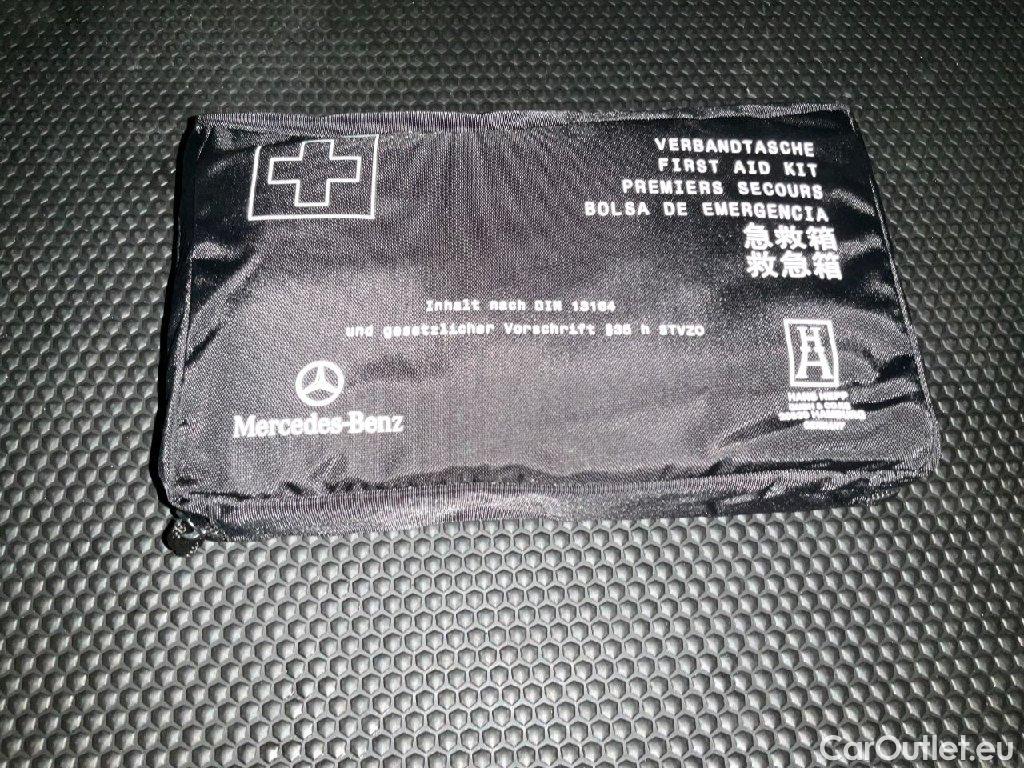 VERBANDTASCHE
FIRST AID KIT
PREMIERS SECOURS
BOLSA DE EMERGENCIA
急救箱
救急箱
Inhalt nach DIN 13164
und gesetzlicher Vorschrift §35 h STVZO
Mercedes-Benz
HA
CarOutlet.eu